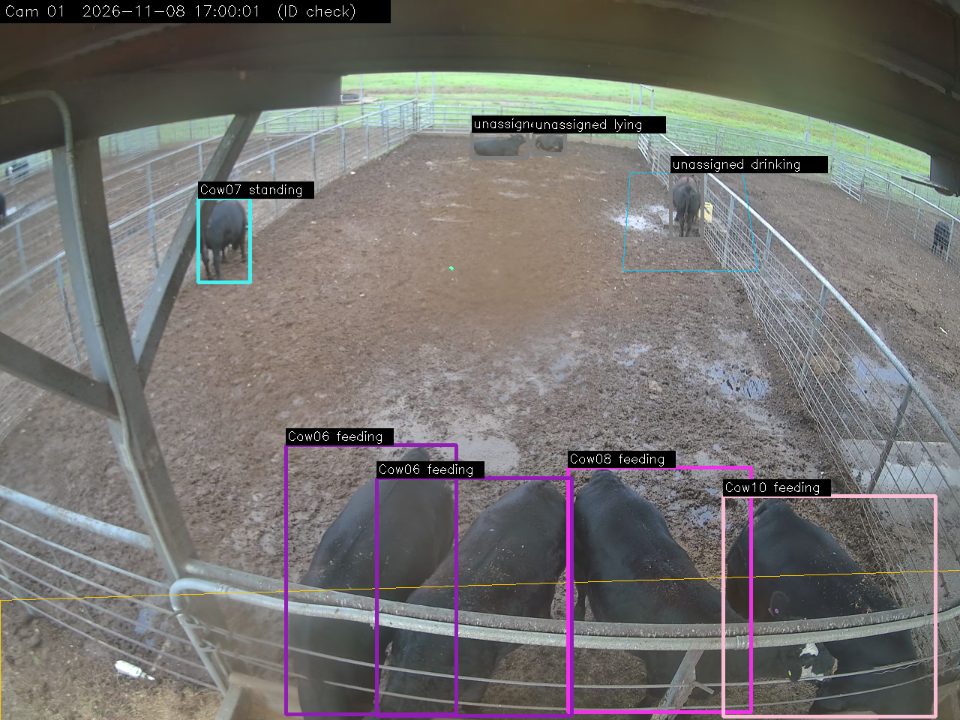 Cam 01  2026-11-08 17:00:01  (ID check)
unassign
unassigned lying
unassigned drinking
Cow07 standing
Cow06 feeding
Cow08 feeding
Cow06 feeding
Cow10 feeding